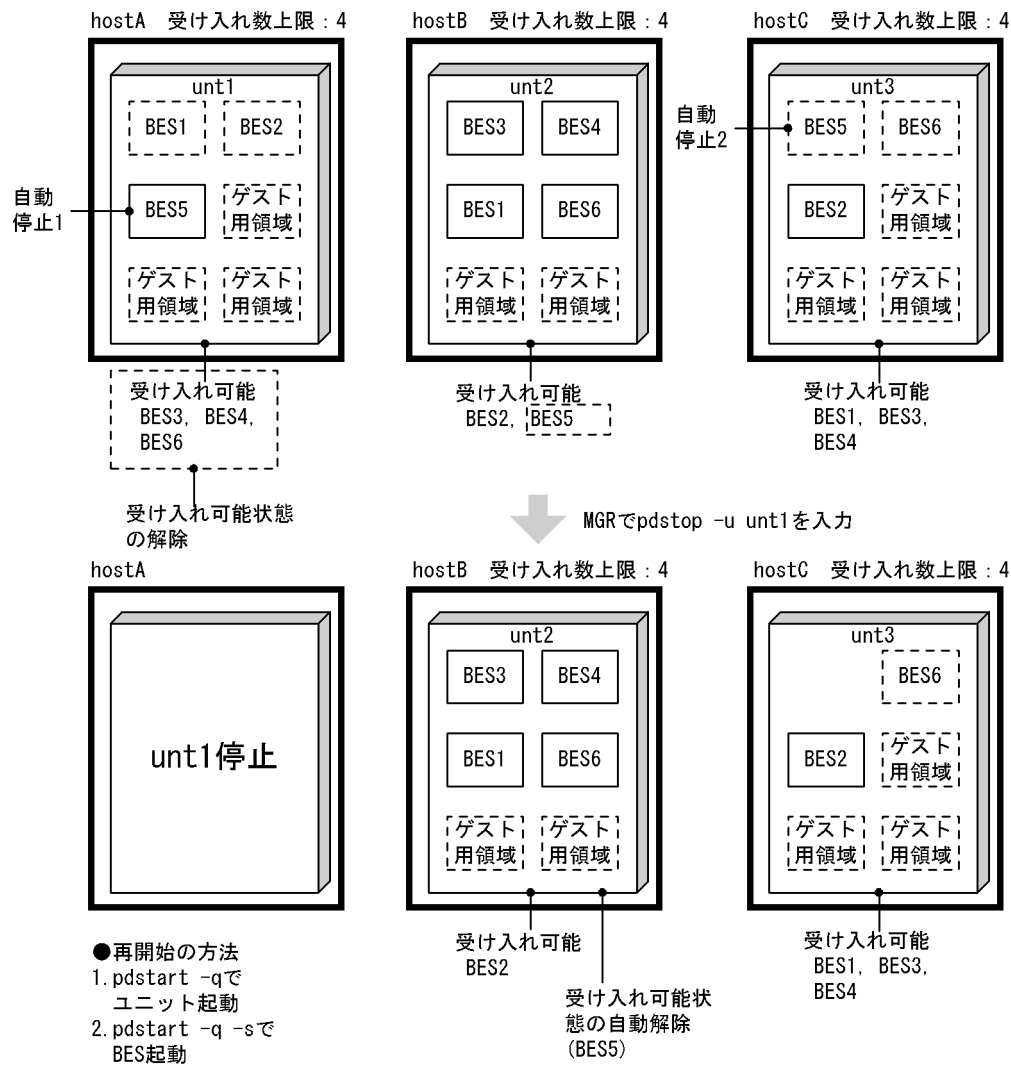 hostA 受け入れ数上限：4
unt1
BES1
BES2
自動
停止1
BES5
ゲスト
用領域
ゲスト
用領域
ゲスト
用領域
受け入れ可能
BES3, BES4,
BES6
受け入れ可能状態
の解除
hostB 受け入れ数上限：4
unt2
BES3
BES4
BES1
BES6
ゲスト
用領域
ゲスト
用領域
受け入れ可能
BES2, BES5
hostC 受け入れ数上限：4
unt3
自動
停止2
BES5
BES6
BES2
ゲスト
用領域
ゲスト
用領域
ゲスト
用領域
受け入れ可能
BES1, BES3,
BES4
MGRでpdstop -u unt1を入力
hostA
unt1停止
●再開始の方法
1.pdstart -qで
ユニット起動
2.pdstart -q -sで
BES起動
hostB 受け入れ数上限：4
unt2
BES3
BES4
BES1
BES6
ゲスト
用領域
ゲスト
用領域
受け入れ可能
BES2
受け入れ可能状
態の自動解除
(BES5)
hostC 受け入れ数上限：4
unt3
BES6
BES2
ゲスト
用領域
ゲスト
用領域
ゲスト
用領域
受け入れ可能
BES1, BES3,
BES4